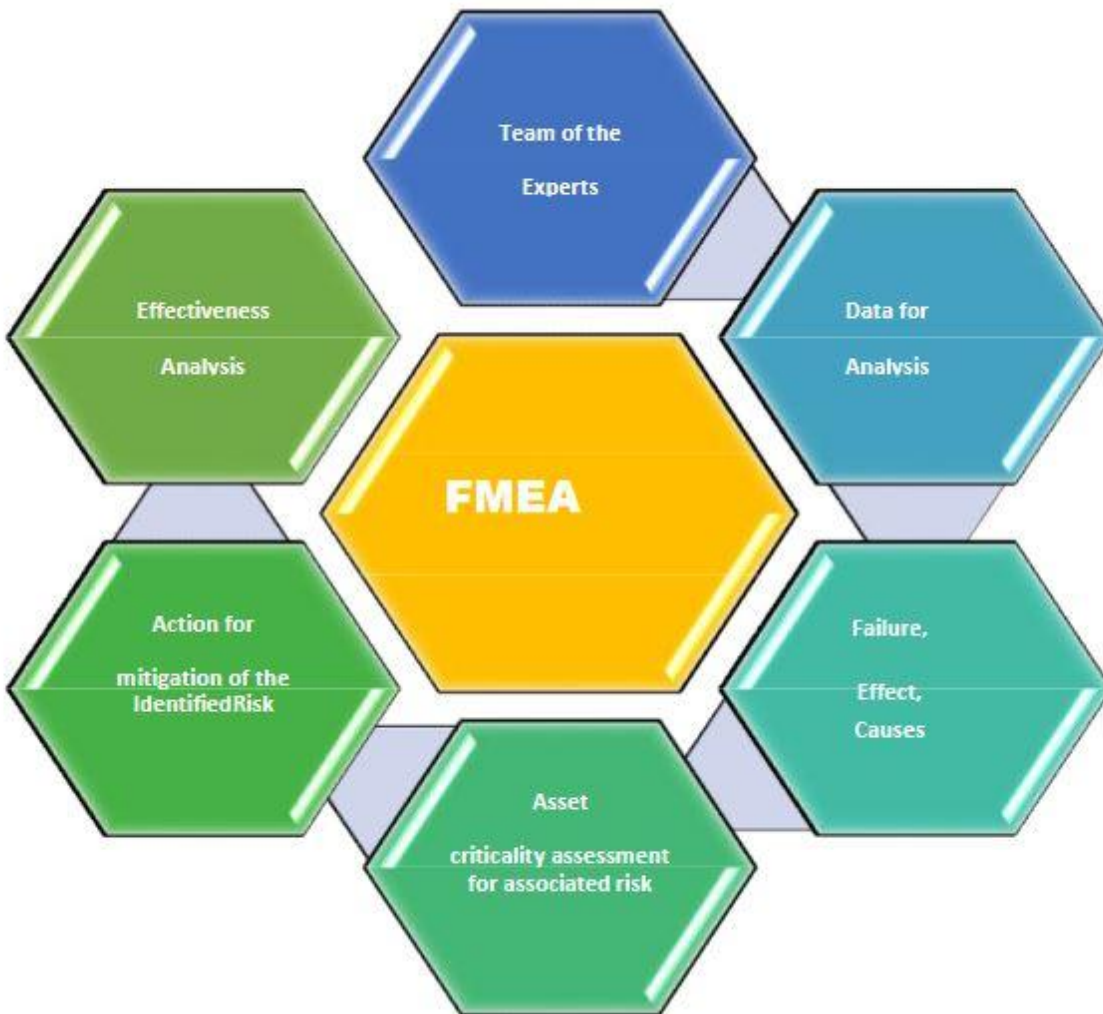 Team of the
Experts
Data for
Analysis
Failure,
Effect,
Causes
Asset
criticality assessment
for associated risk
Action for
mitigation of the
IdentifiedRisk
Effectiveness
Analysis
FMEA